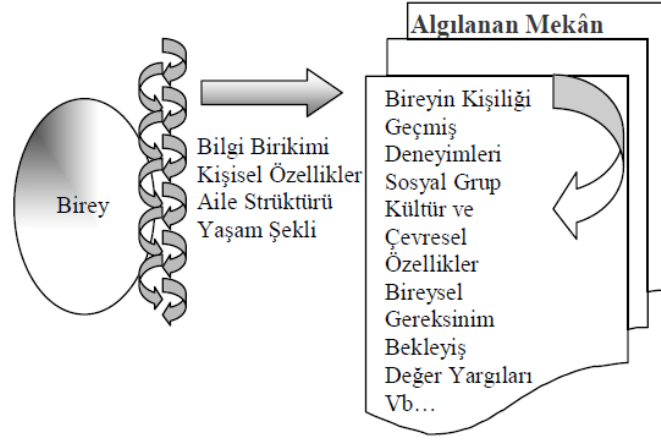 Birey
Bilgi Birikimi
Kişisel Özellikler
Aile Strüktürü
Yaşam Şekli
Algılanan Mekân
Bireyin Kişiliği
Geçmiş
Deneyimleri
Sosyal Grup
Kültür ve
Çevresel
Özellikler
Bireysel
Gereksinim
Bekleyiş
Değer Yargıları
Vb…